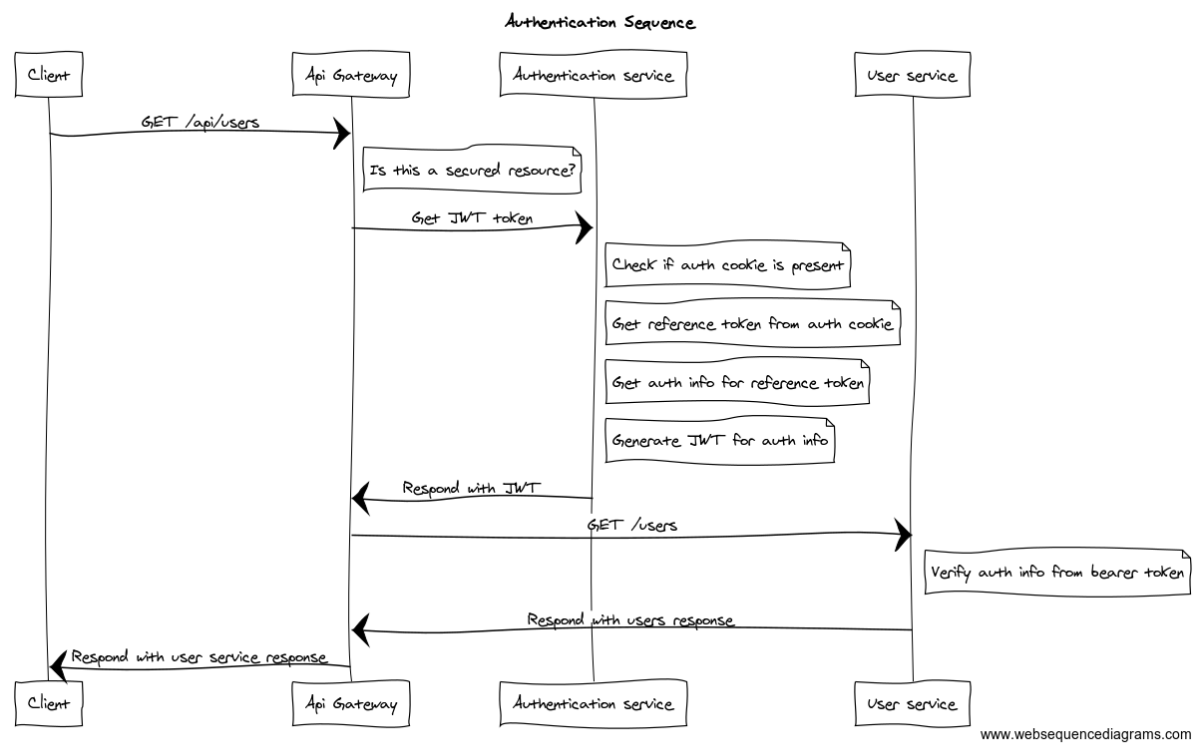 Authentication Sequence
Client
Api Gateway
Authentication service
User service
GET /api/users
Is this a secured resource?
Get JWT token
Check if auth cookie is present
Get reference token from auth cookie
Get auth info for reference token
Generate JWT for auth info
Respond with JWT
GET /users
Verify auth info from bearer token
Respond with users response
Respond with user service response
Client
Api Gateway
Authentication service
User service
www.websequencediagrams.com